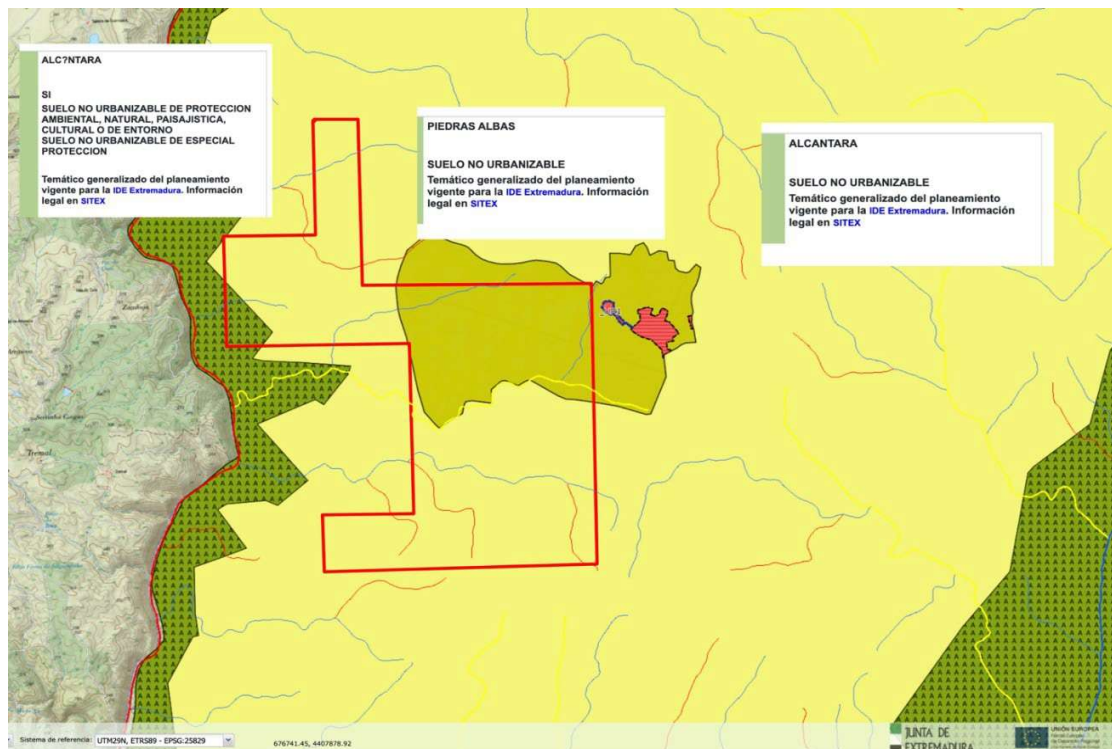 ALC?NTARA
SI
SUELO NO URBANIZABLE DE PROTECCION
AMBIENTAL, NATURAL, PAISAJISTICA,
CULTURAL O DE ENTORNO
SUELO NO URBANIZABLE DE ESPECIAL
PROTECCION
Temático generalizado del planeamiento
vigente para la IDE Extremadura. Información
legal en SITEX
PIEDRAS ALBAS
SUELO NO URBANIZABLE
Temático generalizado del planeamiento
vigente para la IDE Extremadura. Información
legal en SITEX
ALCANTARA
SUELO NO URBANIZABLE
Temático generalizado del planeamiento
vigente para la IDE Extremadura. Información
legal en SITEX
Sistema de referencia: UTM29N, ETRS89 - EPSG:25829
676741.45, 4407878.92
JUNTA DE
EXTREMADURA
UNIÓN EUROPEA